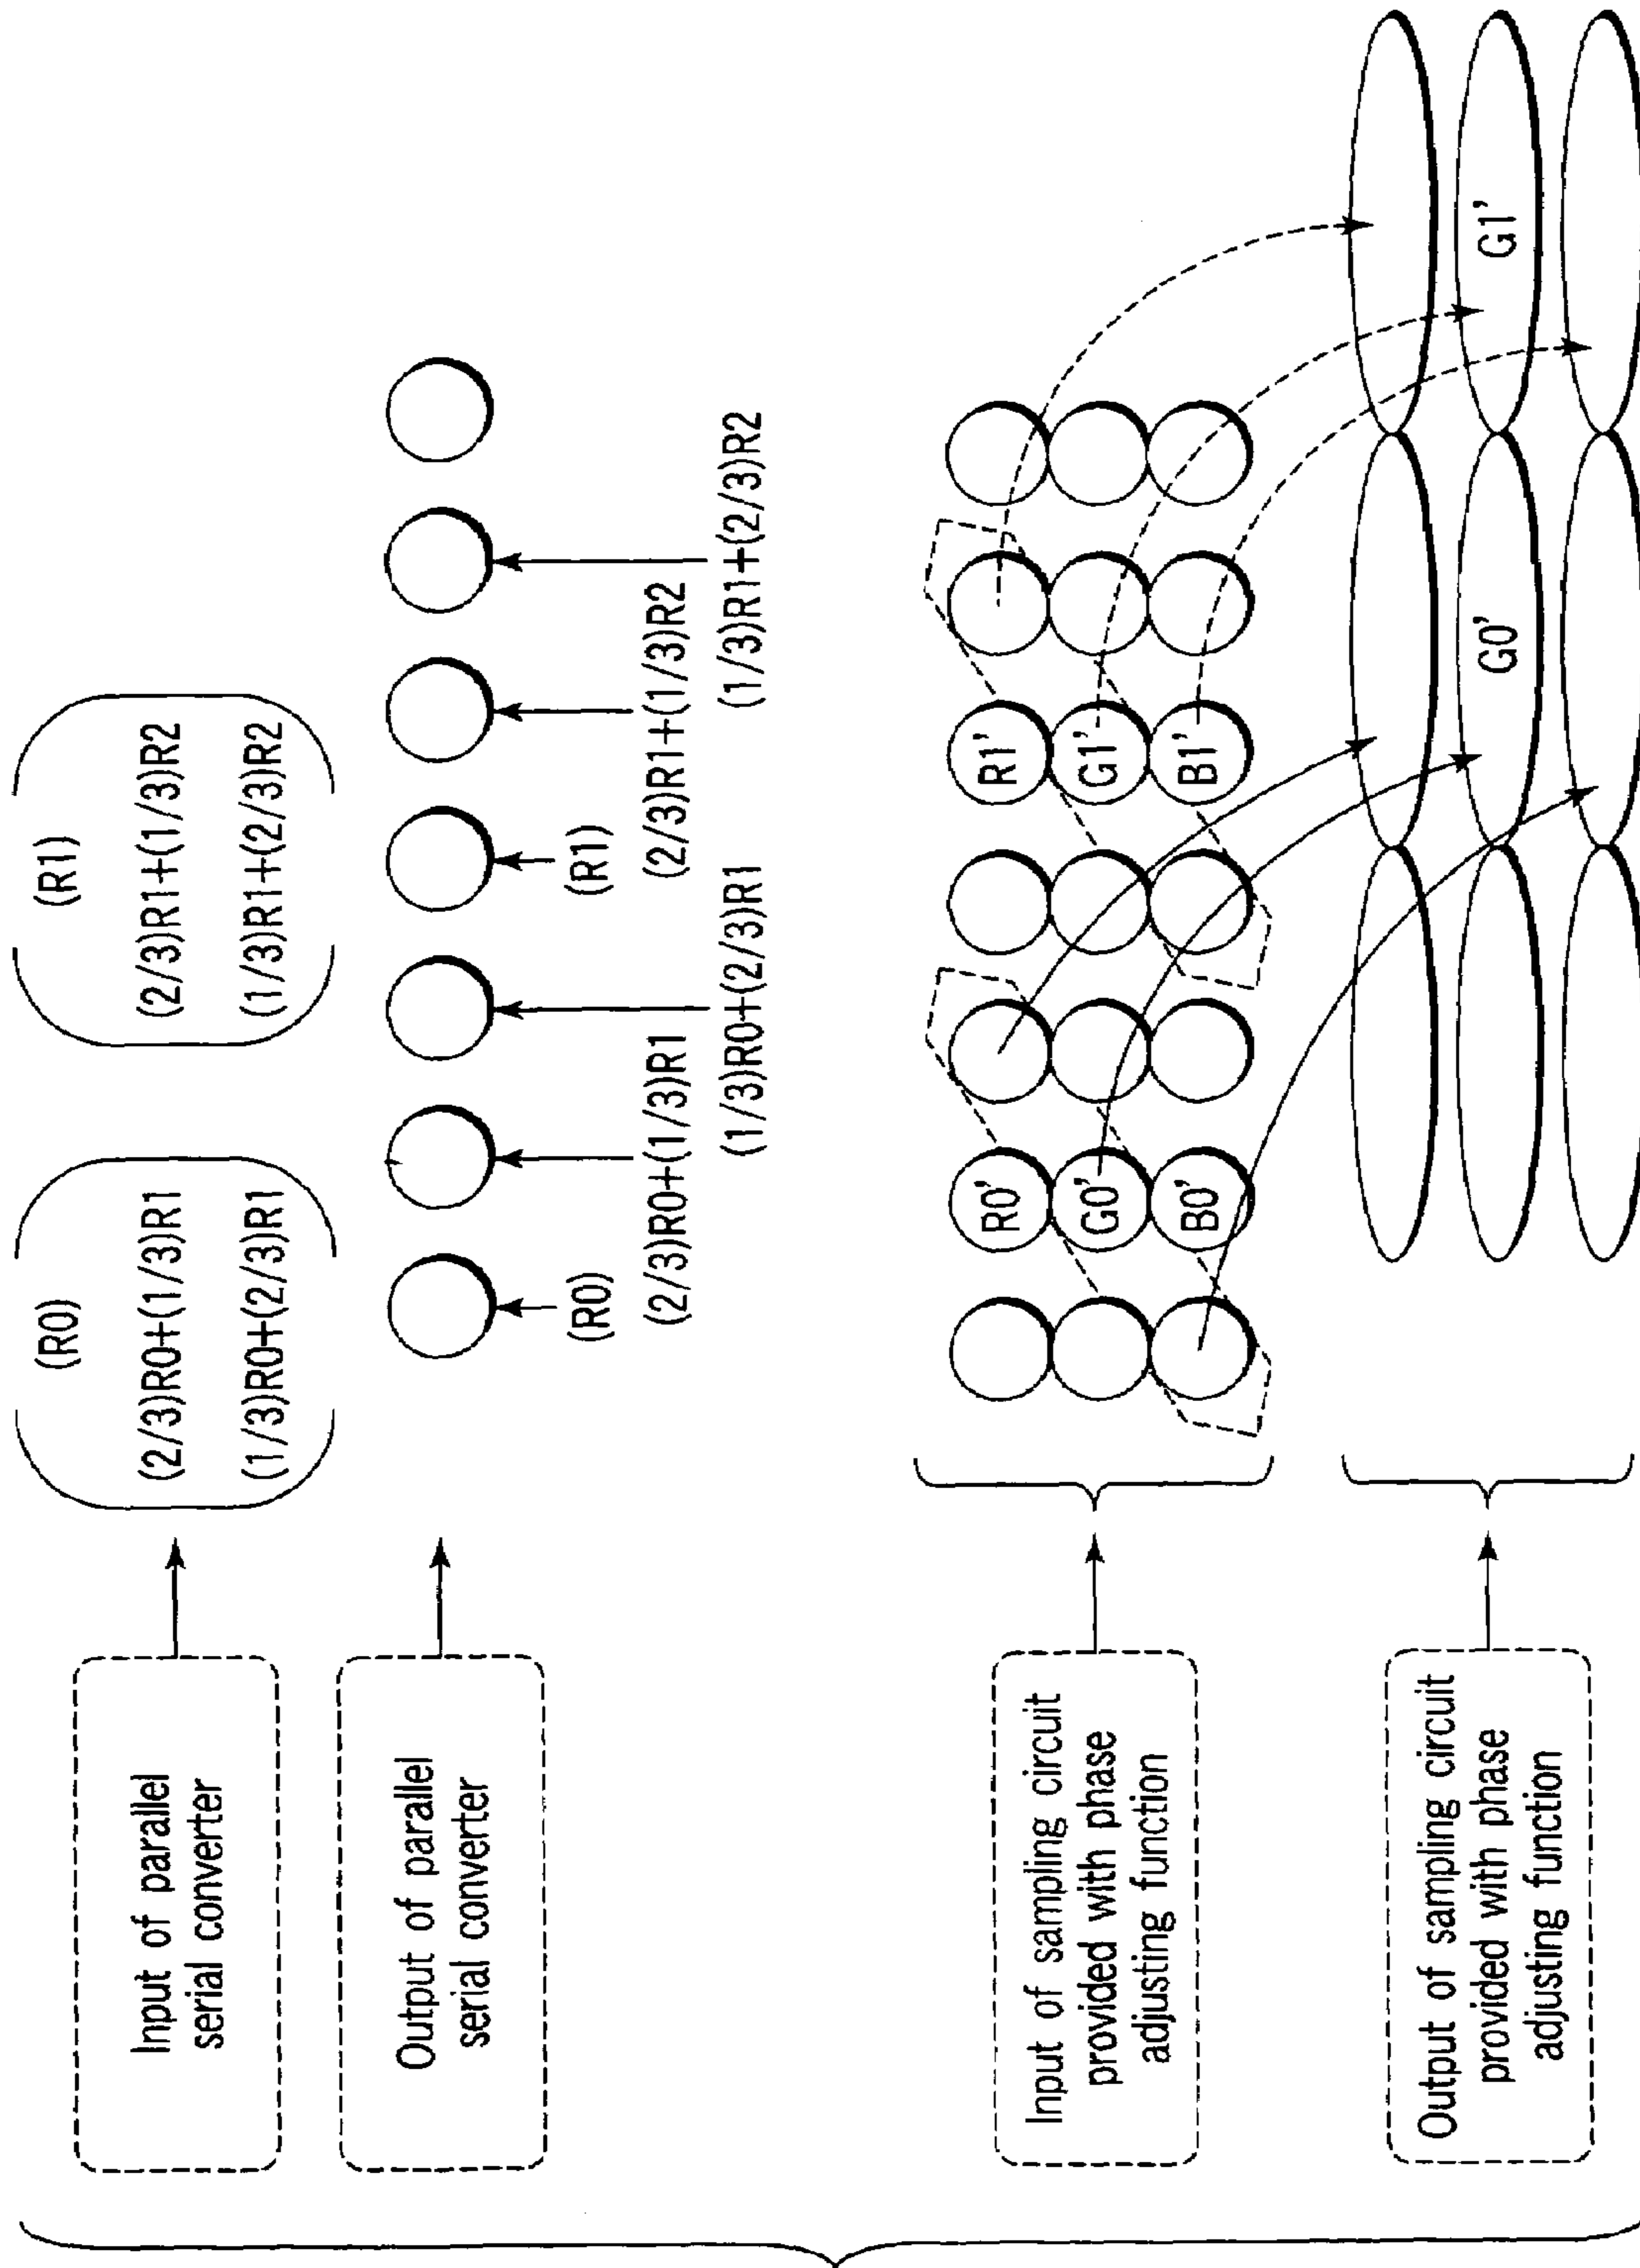 Input of parallel
serial converter
(R0)
(2/3)R0+(1/3)R1
(1/3)R0+(2/3)R1
(R1)
(2/3)R1+(1/3)R2
(1/3)R1+(2/3)R2
Output of parallel
serial converter
(R0)
(2/3)R0+(1/3)R1
(1/3)R0+(2/3)R1
(R1)
(2/3)R1+(1/3)R2
(1/3)R1+(2/3)R2
Input of sampling circuit
provided with phase
adjusting function
R0'
R1'
G0'
G1'
B0'
B1'
Output of sampling circuit
provided with phase
adjusting function
G0'
G1'